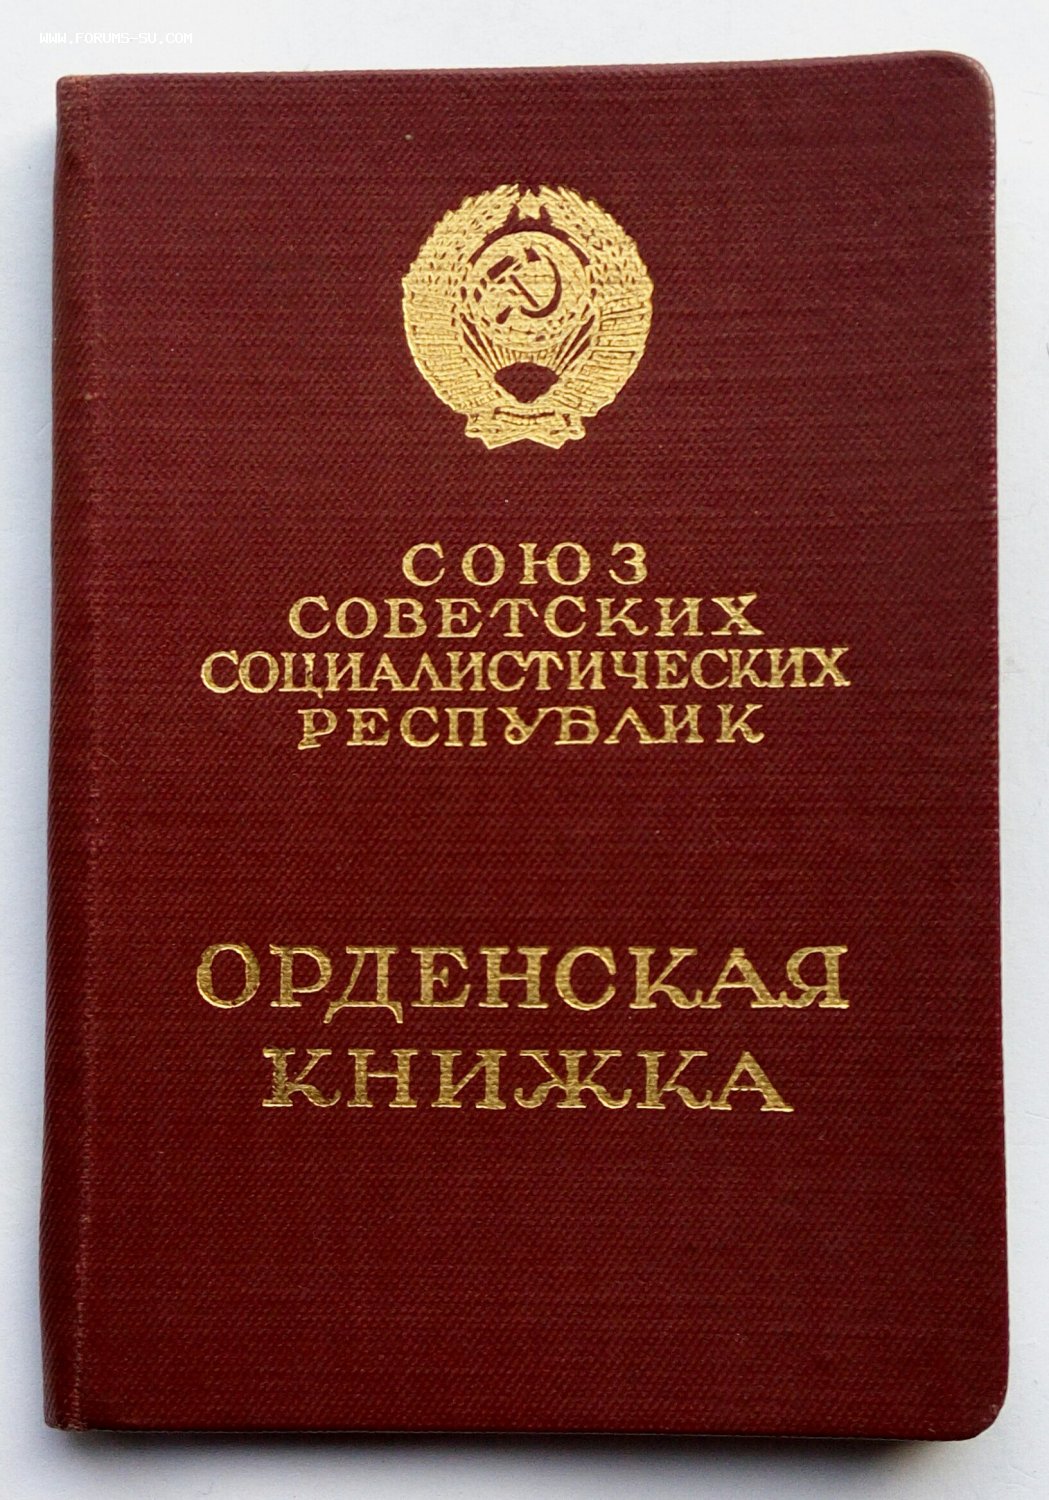 WWW.FORUMS-SU.COM
СОЮЗ
СОВЕТСКИХ
СОЦИАЛИСТИЧЕСКИХ
РЕСПУБЛИК
ОРДЕНСКАЯ
КНИЖКА